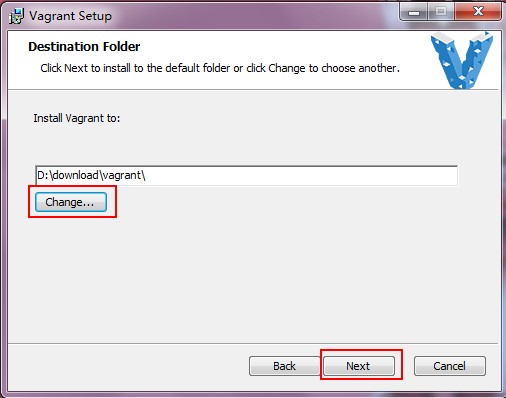 Vagrant Setup
Destination Folder
Click Next to install to the default folder or click Change to choose another.
Install Vagrant to:
D:\download\vagrant\
Change...
Back
Next
Cancel